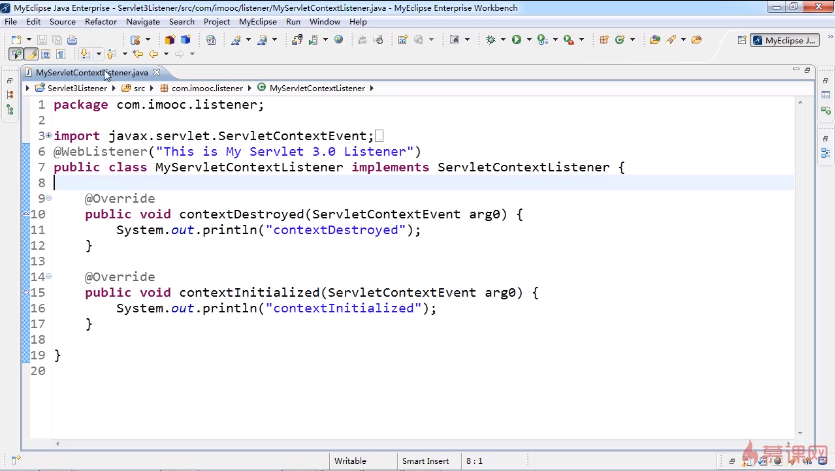 MyEclipse Java Enterprise - Servlet3Listener/src/com/imooc/listener/MyServletContextListener.java - MyEclipse Enterprise Workbench
File Edit Source Refactor Navigate Search Project MyEclipse Run Window Help
MyEclipse J...
MyServletContextListener.java
Servlet3Listener src com.imooc.listener MyServletContextListener
1 package com.imooc.listener;
2
3 import javax.servlet.ServletContextEvent;
6 @WebListener("This is My Servlet 3.0 Listener")
7 public class MyServletContextListener implements ServletContextListener {
8
9 @Override
10 public void contextDestroyed(ServletContextEvent arg0) {
11 System.out.println("contextDestroyed");
12 }
13
14 @Override
15 public void contextInitialized(ServletContextEvent arg0) {
16 System.out.println("contextInitialized");
17 }
18
19 }
20
Writable Smart Insert 8 : 1
慕课网